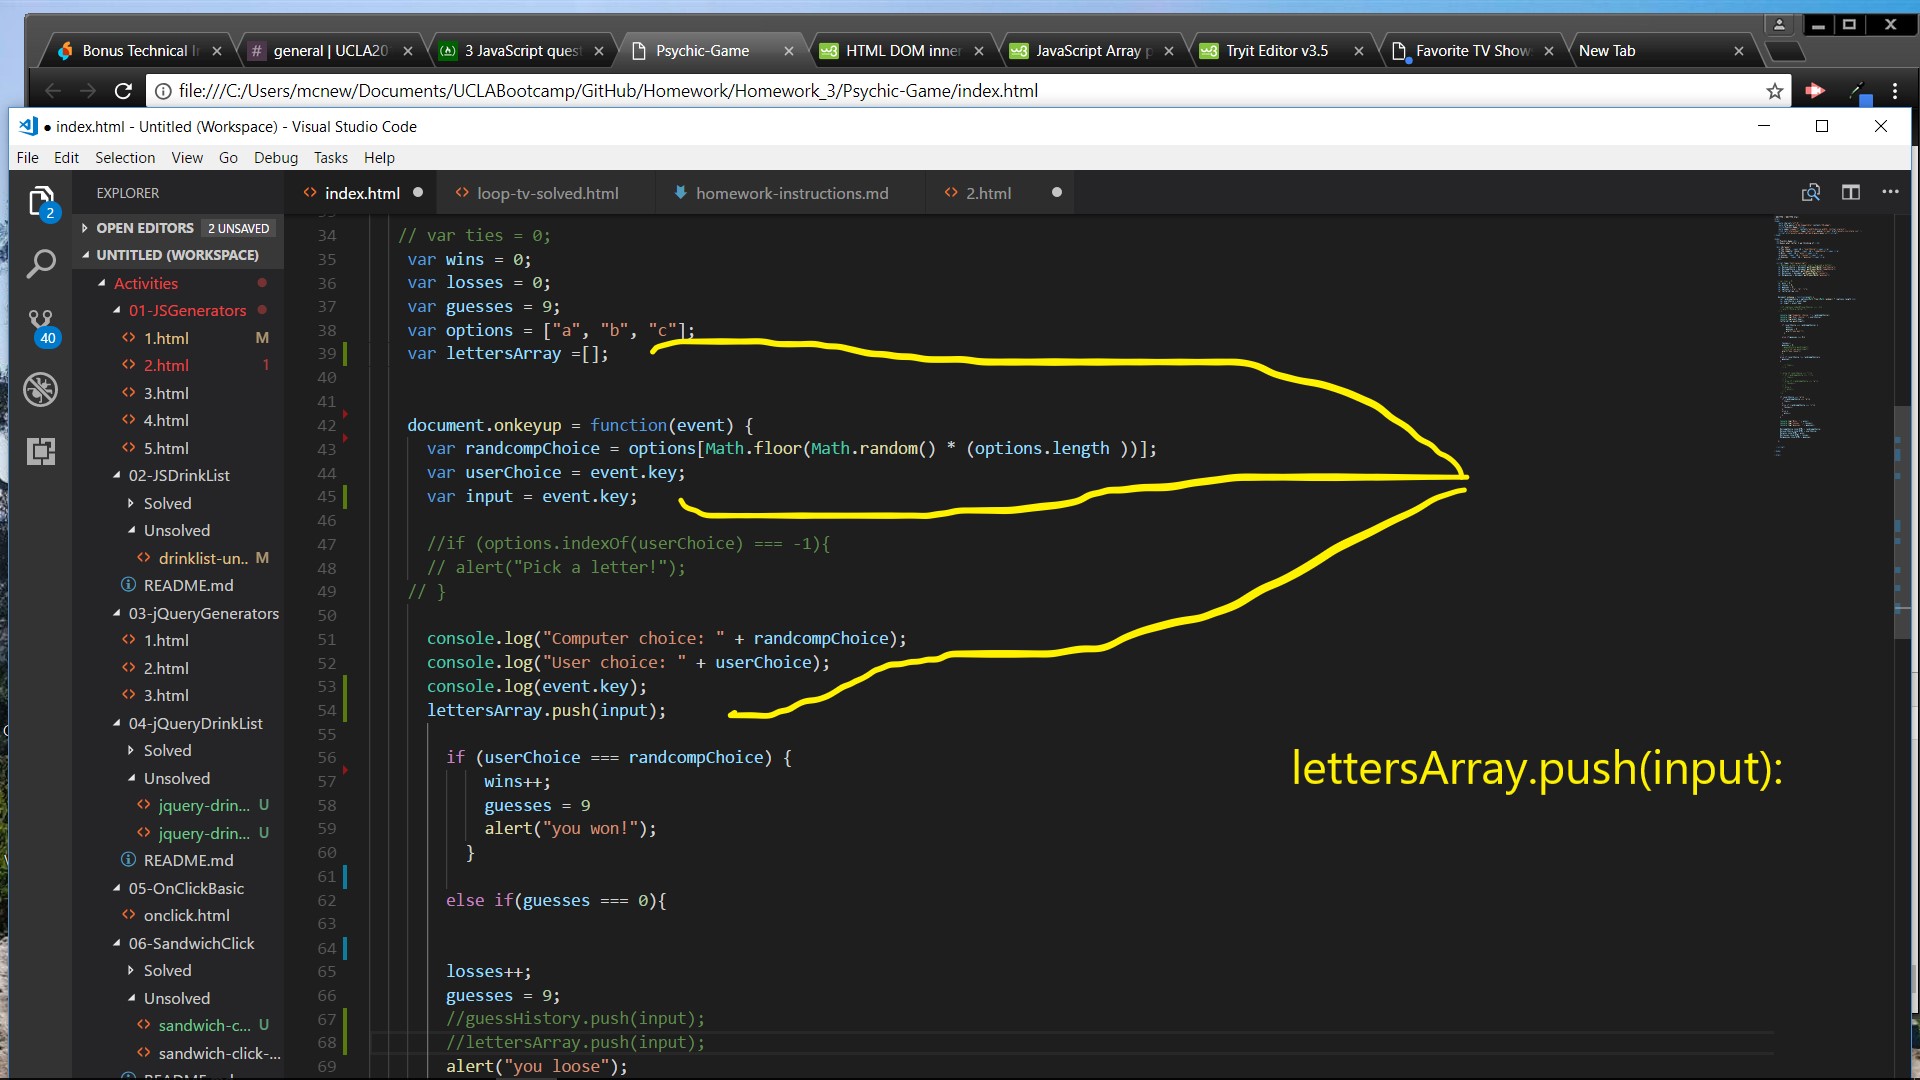 Bonus Technical I
general | UCLA20
3 JavaScript quest
Psychic-Game
HTML DOM inner
JavaScript Array p
Tryit Editor v3.5
Favorite TV Show
New Tab
file:///C:/Users/mcnew/Documents/UCLABootcamp/GitHub/Homework/Homework_3/Psychic-Game/index.html
● index.html - Untitled (Workspace) - Visual Studio Code
File Edit Selection View Go Debug Tasks Help
EXPLORER
index.html
loop-tv-solved.html
homework-instructions.md
2.html
2
40
OPEN EDITORS 2 UNSAVED
UNTITLED (WORKSPACE)
Activities
01-JSGenerators
1.html M
2.html 1
3.html
4.html
5.html
02-JSDrinkList
Solved
Unsolved
drinklist-un... M
README.md
03-jQueryGenerators
1.html
2.html
3.html
04-jQueryDrinkList
Solved
Unsolved
jquery-drin... U
jquery-drin... U
README.md
05-OnClickBasic
onclick.html
06-SandwichClick
Solved
Unsolved
sandwich-c... U
sandwich-click-...
34 // var ties = 0;
35 var wins = 0;
36 var losses = 0;
37 var guesses = 9;
38 var options = ["a", "b", "c"];
39 var lettersArray =[];
40
41
42 document.onkeyup = function(event) {
43 var randcompChoice = options[Math.floor(Math.random() * (options.length ))];
44 var userChoice = event.key;
45 var input = event.key;
46
47 //if (options.indexOf(userChoice) === -1){
48 // alert("Pick a letter!");
49 // }
50
51 console.log("Computer choice: " + randcompChoice);
52 console.log("User choice: " + userChoice);
53 console.log(event.key);
54 lettersArray.push(input);
55
56 if (userChoice === randcompChoice) {
57 wins++;
58 guesses = 9
59 alert("you won!");
60 }
61
62 else if(guesses === 0){
63
64
65 losses++;
66 guesses = 9;
67 //guessHistory.push(input);
68 //lettersArray.push(input);
69 alert("you loose");
lettersArray.push(input):